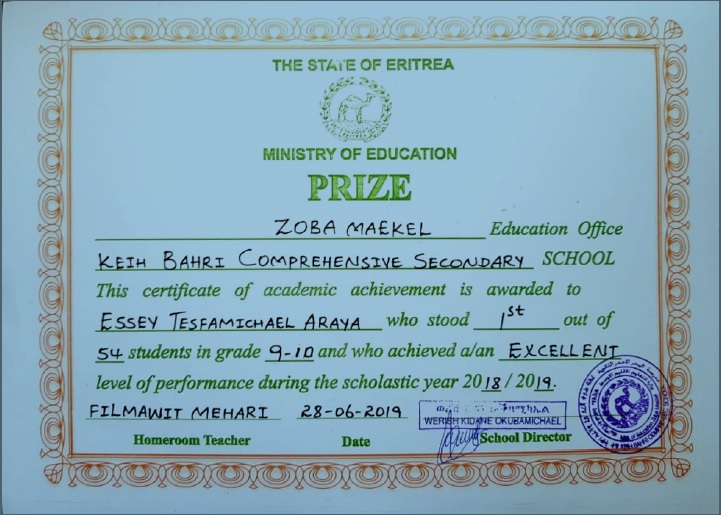 THE STATE OF ERITREA
MINISTRY OF EDUCATION
PRIZE
ZOBA MAEKEL Education Office
KEIH BAHRI COMPREHENSIVE SECONDARY SCHOOL
This certificate of academic achievement is awarded to
ESSEY TESFAMICHAEL ARAYA who stood 1st out of
54 students in grade 9-10 and who achieved a/an EXCELLENT
level of performance during the scholastic year 2018/2019.
FILMAWIT MEHARI 28-06-2019
WERISH KIDANE OKUBAMICHAEL
Homeroom Teacher Date School Director